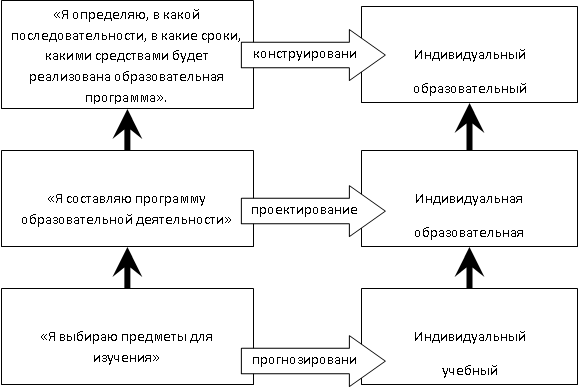 «Я определяю, в какой
последовательности, в какие сроки,
какими средствами будет
реализована образовательная
программа».
конструировани
Индивидуальный
образовательный
«Я составляю программу
образовательной деятельности»
проектирование
Индивидуальная
образовательная
«Я выбираю предметы для
изучения»
прогнозировани
Индивидуальный
учебный